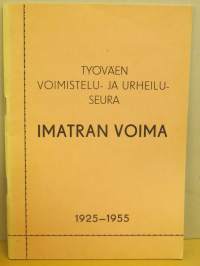 TYÖVÄEN
VOIMISTELU- JA URHEILU-
SEURA
IMATRAN VOIMA
1925-1955